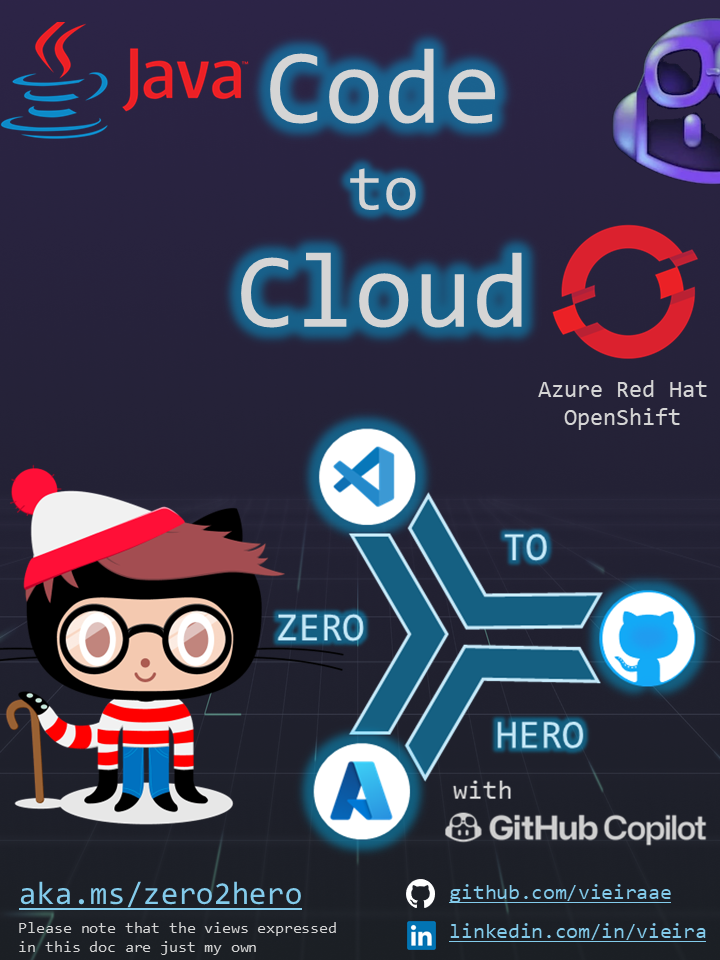 Java™
Code
to
Cloud
Azure Red Hat
OpenShift
TO
ZERO
HERO
with
GitHub Copilot
aka.ms/zero2hero
Please note that the views expressed
in this doc are just my own
github.com/vieiraae
linkedin.com/in/vieira